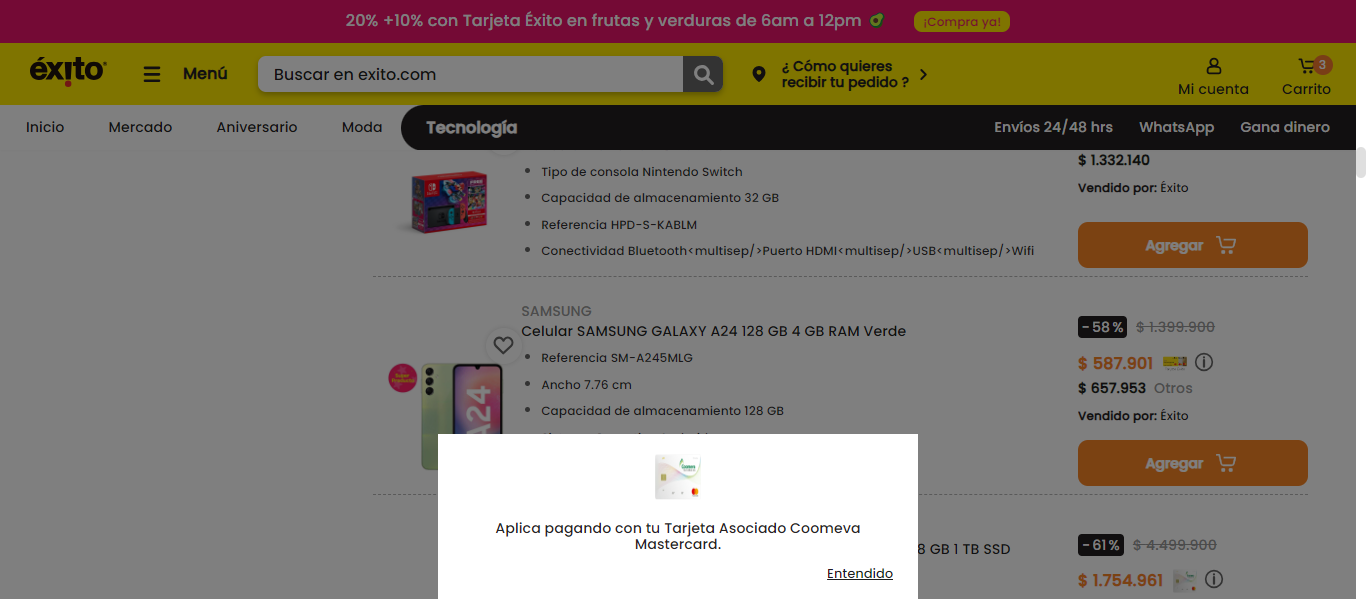 20% +10% con Tarjeta Éxito en frutas y verduras de 6am a 12pm
¡Compra ya!
éxito
Menú
Buscar en exito.com
¿ Cómo quieres
recibir tu pedido ?
Mi cuenta
3
Carrito
Inicio
Mercado
Aniversario
Moda
Tecnología
Envíos 24/48 hrs
WhatsApp
Gana dinero
Tipo de consola Nintendo Switch
Capacidad de almacenamiento 32 GB
Referencia HPD-S-KABLM
Conectividad Bluetooth<multisep/>Puerto HDMI<multisep/>USB<multisep/>Wifi
$ 1.332.140
Vendido por: Éxito
Agregar
SAMSUNG
Celular SAMSUNG GALAXY A24 128 GB 4 GB RAM Verde
Referencia SM-A245MLG
Ancho 7.76 cm
Capacidad de almacenamiento 128 GB
A24
- 58 %
$ 1.399.900
$ 587.901
$ 657.953 Otros
Vendido por: Éxito
Agregar
8 GB 1 TB SSD
- 61 %
$ 4.499.900
$ 1.754.961
Coomeva
Aplica pagando con tu Tarjeta Asociado Coomeva
Mastercard.
Entendido